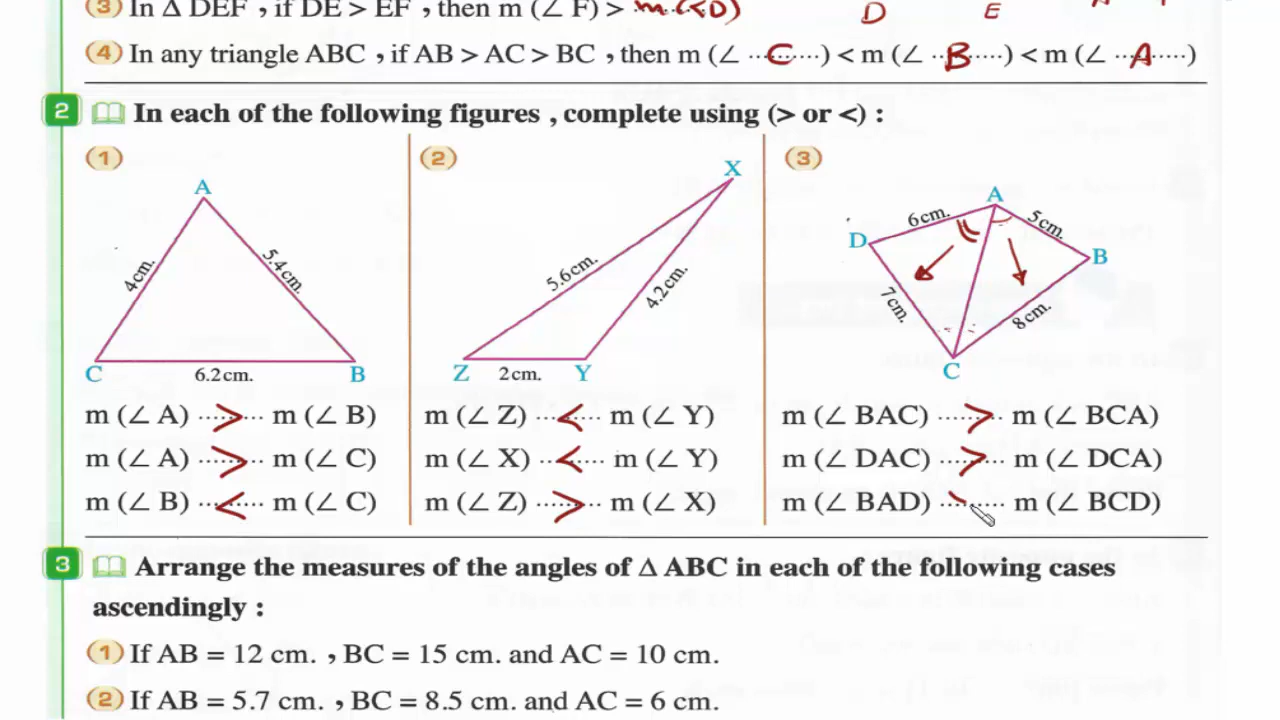 3 In Δ DEF , if DE > EF , then m (∠ F) > m(∠D) D E
4 In any triangle ABC , if AB > AC > BC , then m (∠ C) < m (∠ B) < m (∠ A)
2 In each of the following figures , complete using (> or <) :
1 2 3
A
4cm. 5.4cm.
C B
6.2cm.
X
5.6cm. 4.2cm.
Z Y
2cm.
A
6cm. 5cm.
D B
7cm. 8cm.
C
m (∠ A) > m (∠ B)
m (∠ A) > m (∠ C)
m (∠ B) < m (∠ C)
m (∠ Z) < m (∠ Y)
m (∠ X) < m (∠ Y)
m (∠ Z) > m (∠ X)
m (∠ BAC) > m (∠ BCA)
m (∠ DAC) > m (∠ DCA)
m (∠ BAD) ........ m (∠ BCD)
3 Arrange the measures of the angles of Δ ABC in each of the following cases
ascendingly :
1 If AB = 12 cm. , BC = 15 cm. and AC = 10 cm.
2 If AB = 5.7 cm. , BC = 8.5 cm. and AC = 6 cm.